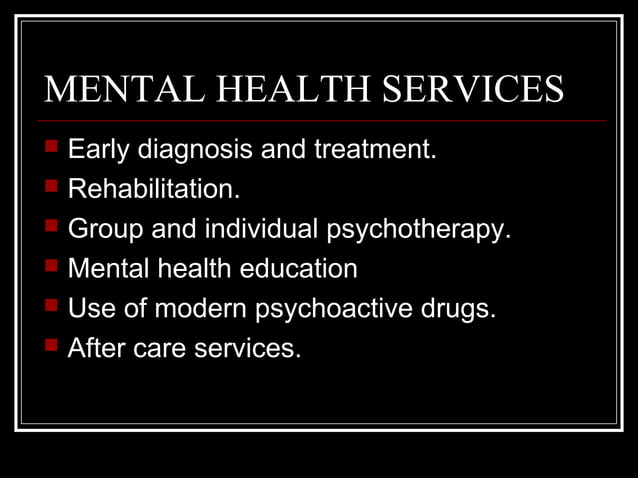 MENTAL HEALTH SERVICES
Early diagnosis and treatment.
Rehabilitation.
Group and individual psychotherapy.
Mental health education
Use of modern psychoactive drugs.
After care services.